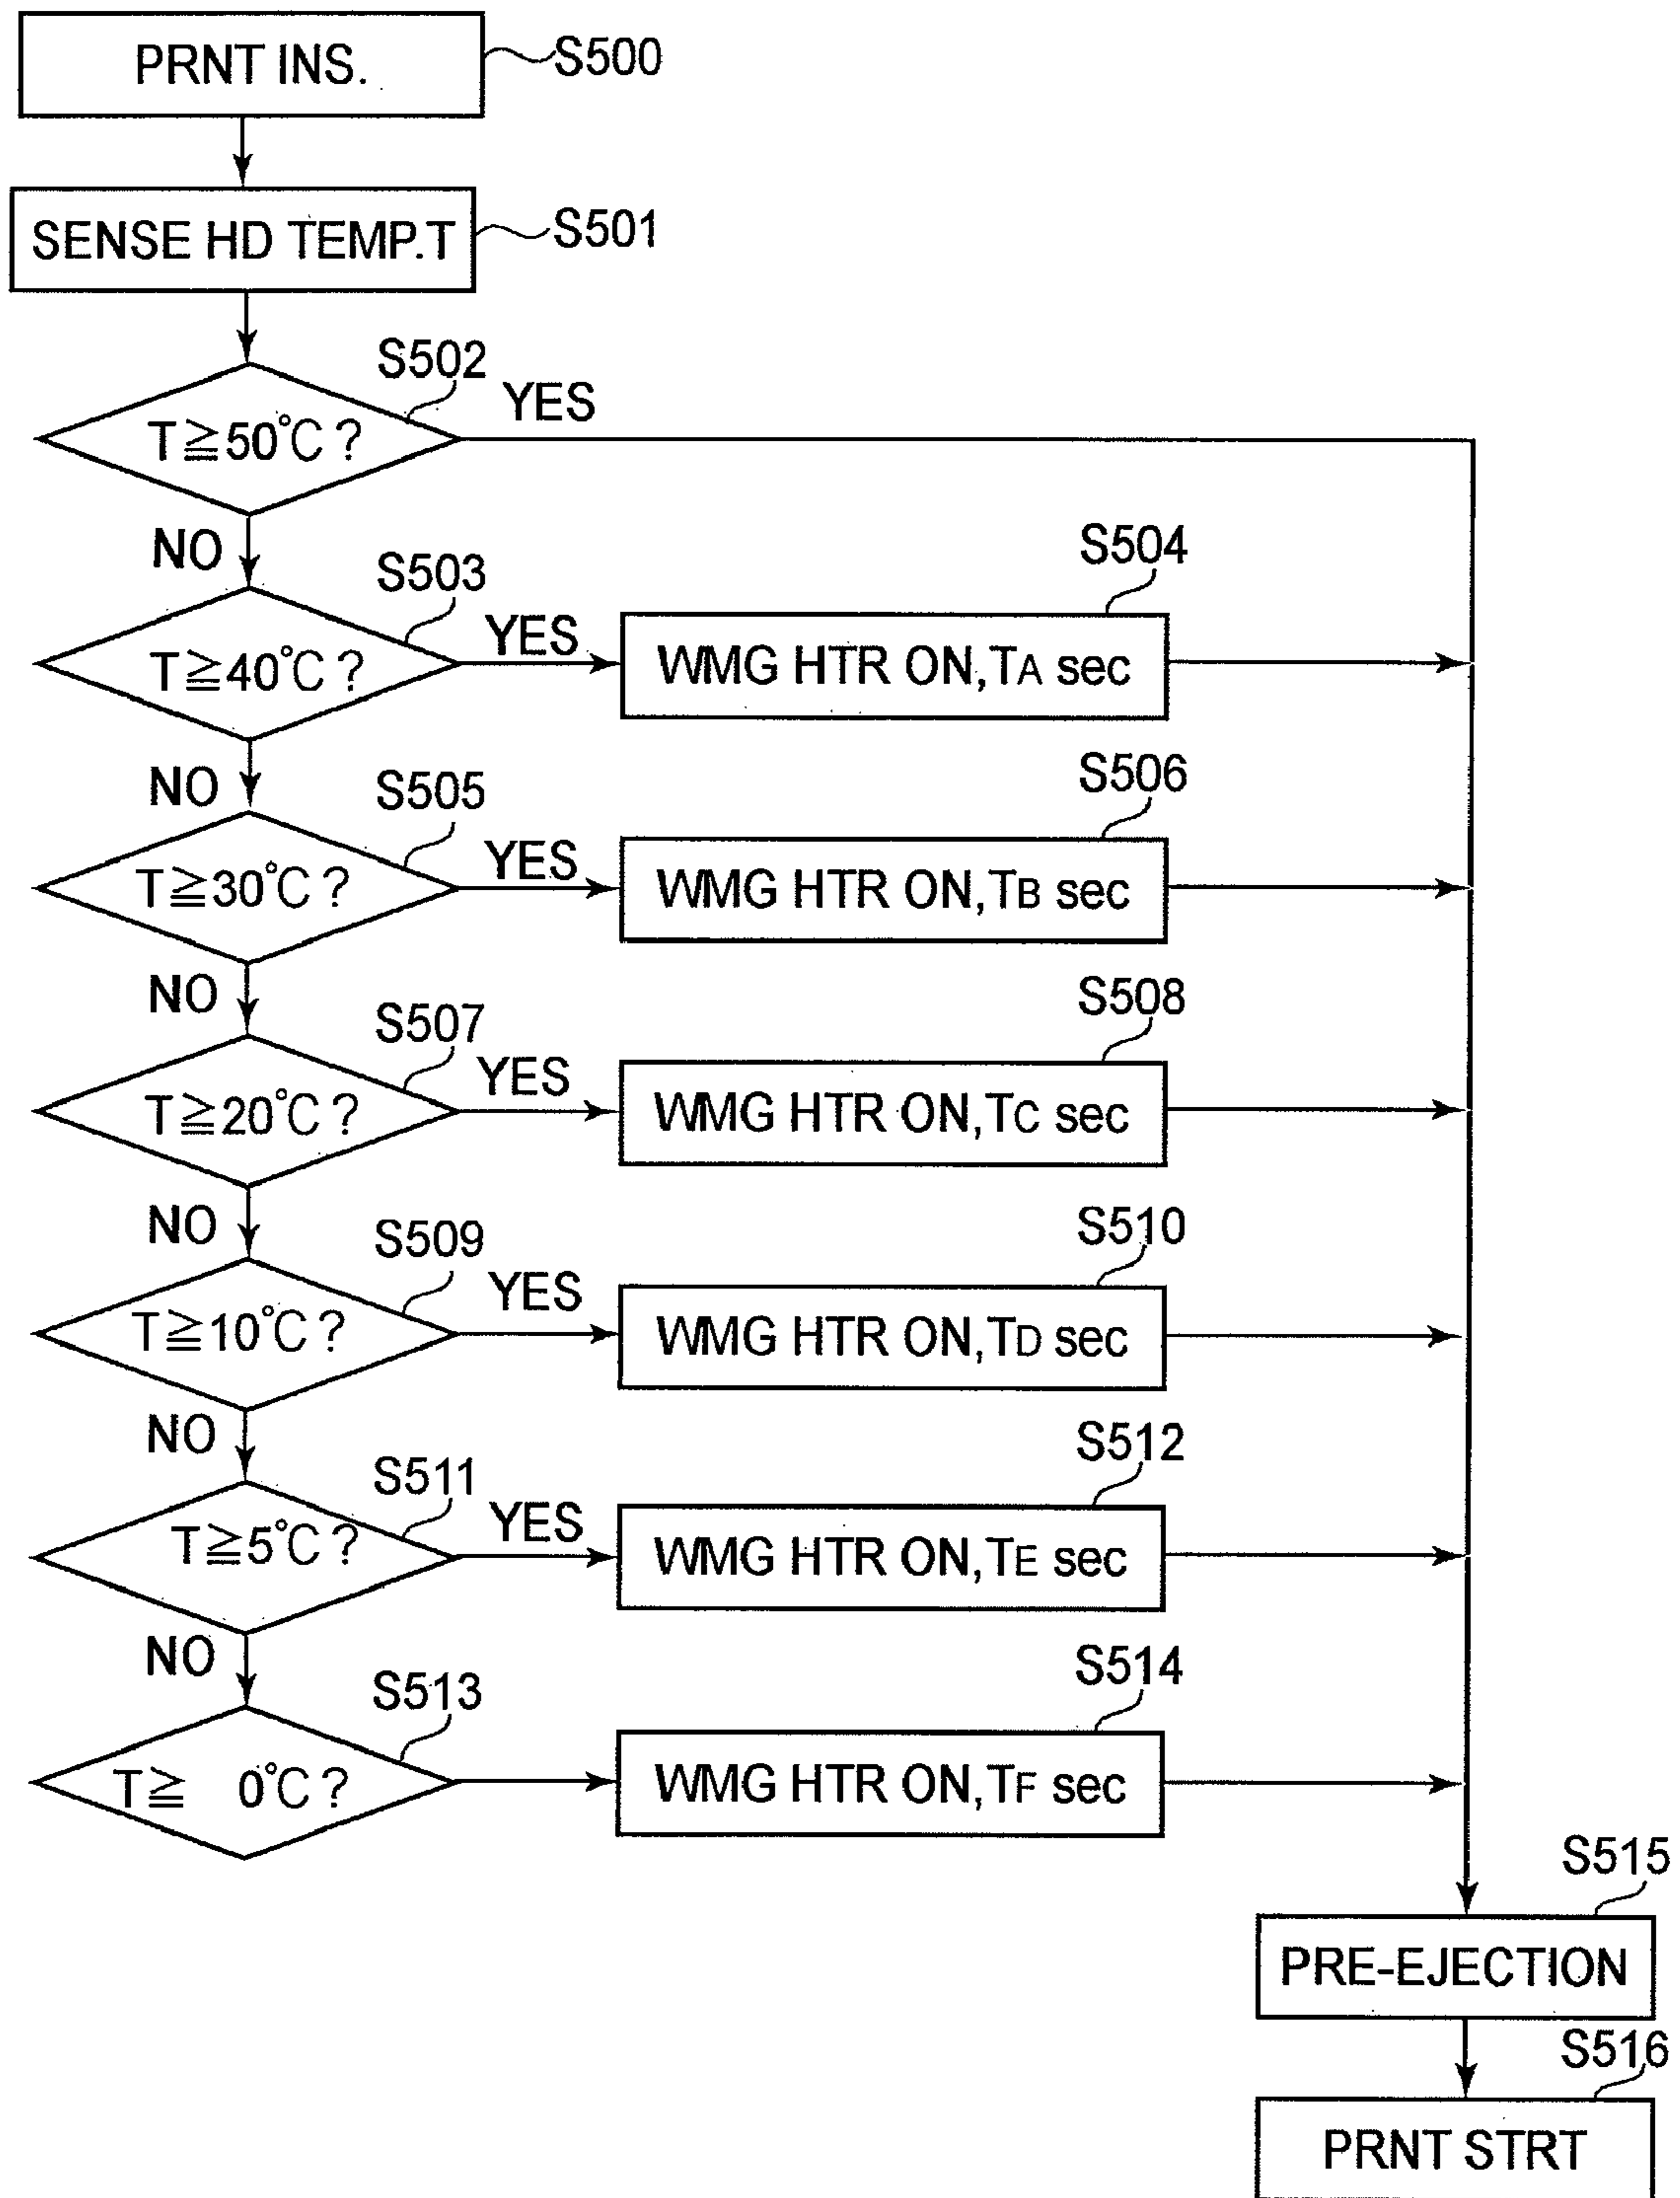 PRNT INS.
S500
SENSE HD TEMP.T
S501
S502
T≧50°C?
YES
NO
S503
T≧40°C?
YES
S504
WMG HTR ON,TA sec
NO
S505
T≧30°C?
YES
S506
WMG HTR ON,TB sec
NO
S507
T≧20°C?
YES
S508
WMG HTR ON,TC sec
NO
S509
T≧10°C?
YES
S510
WMG HTR ON,TD sec
NO
S511
T≧5°C?
YES
S512
WMG HTR ON,TE sec
NO
S513
T≧ 0°C?
S514
WMG HTR ON,TF sec
S515
PRE-EJECTION
S516
PRNT STRT